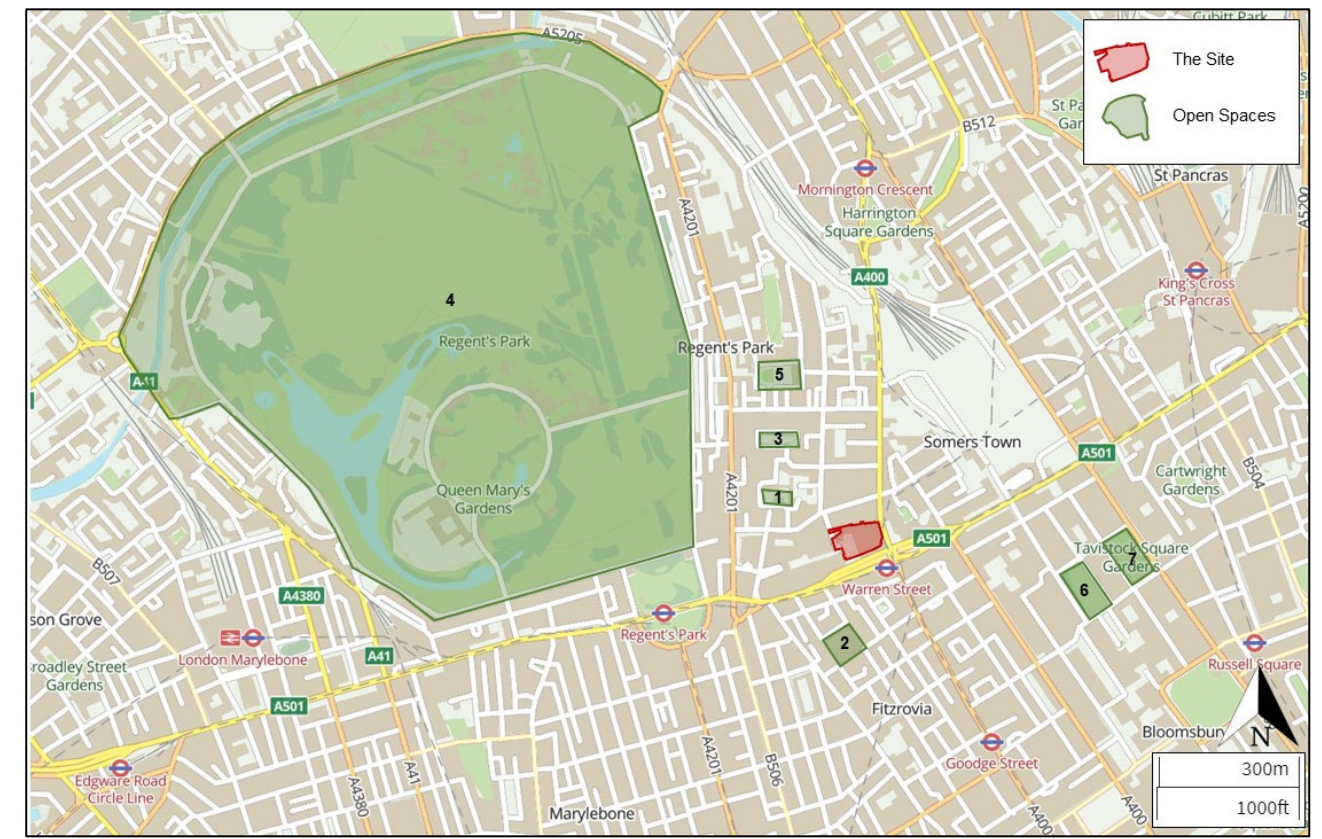 A5205
Cubitt Park
The Site
Open Spaces
St Pa
Gar
B512
St Pancras
A5200
Mornington Crescent
Harrington
Square Gardens
A4201
A400
King's Cross
St Pancras
4
Regent's Park
Regent's Park
5
A41
3
Somers Town
A501
Cartwright
Gardens
B504
A4201
Queen Mary's
Gardens
1
A501
Tavistock Square
Gardens
7
6
Warren Street
B507
A4380
son Grove
Regent's Park
2
London Marylebone
A41
Russell Square
roadley Street
Gardens
A501
Fitzrovia
Bloomsbury
N
Goodge Street
Edgware Road
Circle Line
A4380
A41
A4201
B506
Marylebone
A400
A400
300m
1000ft